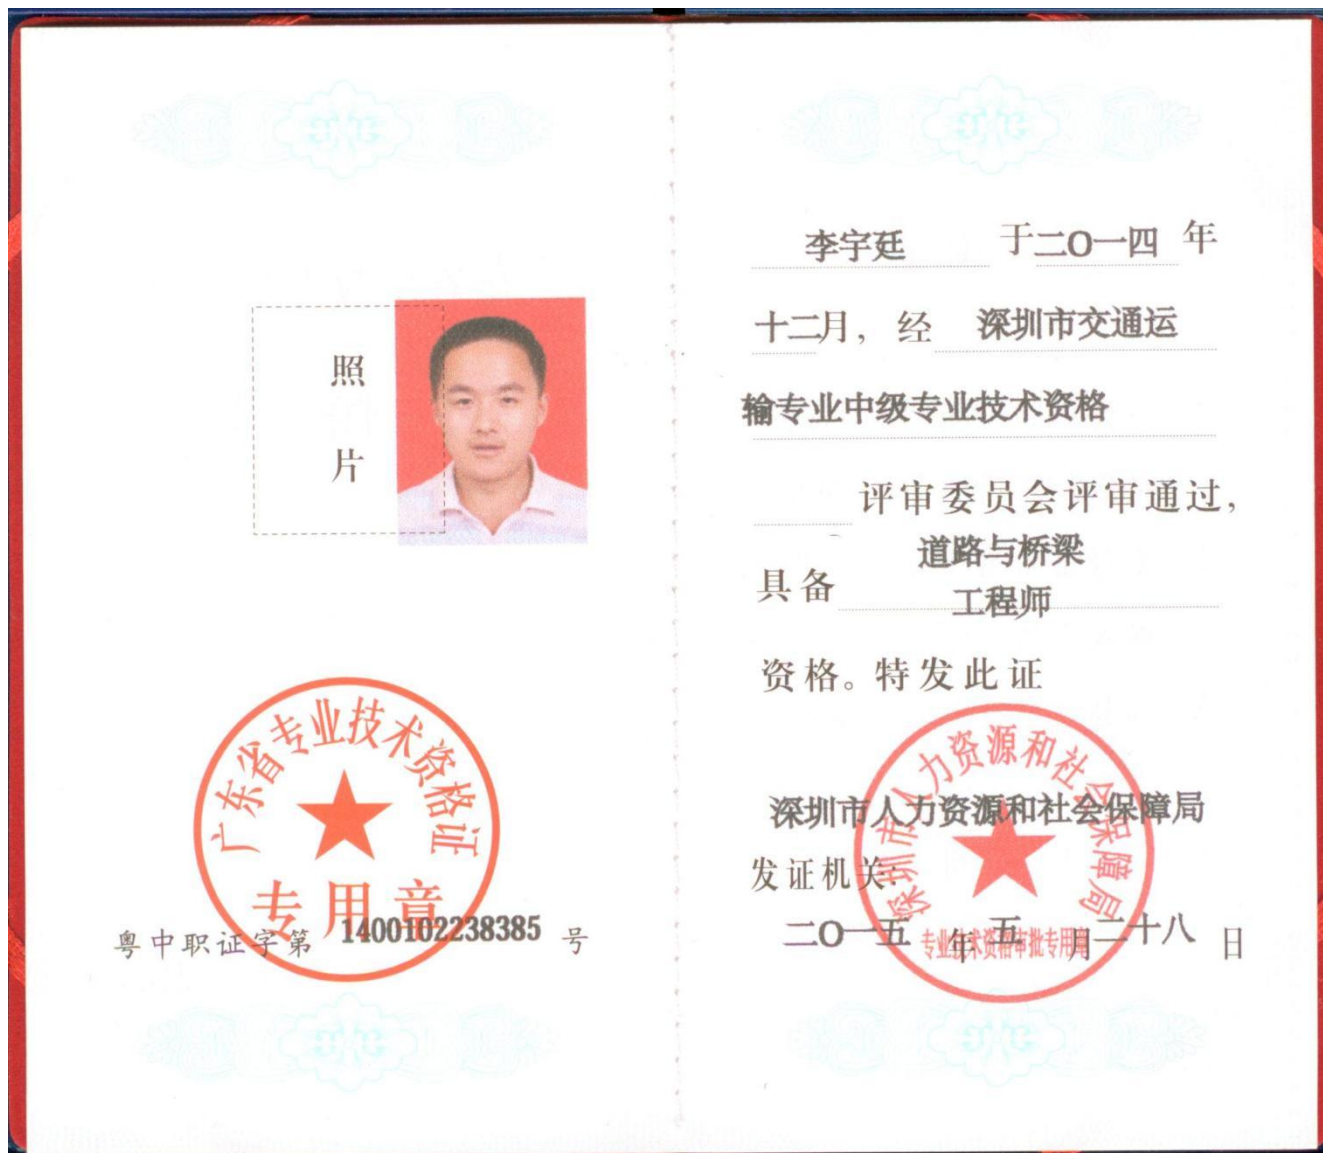 照
片
广东省专业技术资格证
专用章
粤中职证字第 1400102238385 号
李宇廷 于二〇一四 年
十二月，经 深圳市交通运
输专业中级专业技术资格
评审委员会评审通过，
道路与桥梁
具备 工程师
资格。特发此证
深圳市人力资源和社会保障局
深圳市人力资源和社会保障局
发证机关：
二〇一五 年 五 月 二十八 日
专业技术资格审批专用章